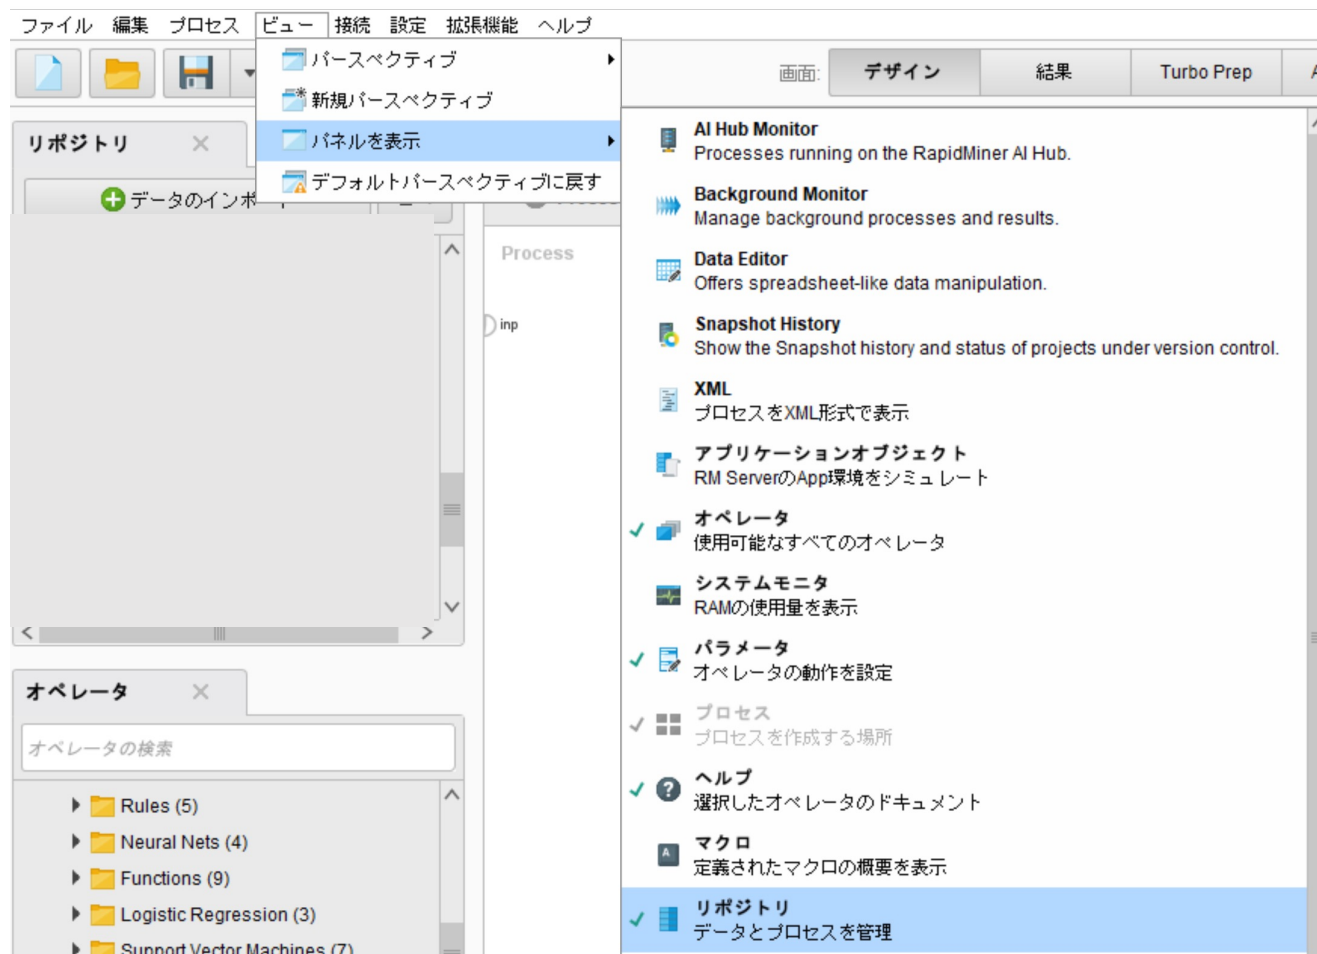 ファイル 編集 プロセス ビュー 接続 設定 拡張機能 ヘルプ
パースペクティブ
新規パースペクティブ
パネルを表示
デフォルトパースペクティブに戻す
画面: デザイン 結果 Turbo Prep
リポジトリ
データのインポ
Process
inp
オペレータ
オペレータの検索
Rules (5)
Neural Nets (4)
Functions (9)
Logistic Regression (3)
Support Vector Machines (7)
AI Hub Monitor
Processes running on the RapidMiner AI Hub.
Background Monitor
Manage background processes and results.
Data Editor
Offers spreadsheet-like data manipulation.
Snapshot History
Show the Snapshot history and status of projects under version control.
XML
プロセスをXML形式で表示
アプリケーションオブジェクト
RM ServerのApp環境をシミュレート
オペレータ
使用可能なすべてのオペレータ
システムモニタ
RAMの使用量を表示
パラメータ
オペレータの動作を設定
プロセス
プロセスを作成する場所
ヘルプ
選択したオペレータのドキュメント
マクロ
定義されたマクロの概要を表示
リポジトリ
データとプロセスを管理